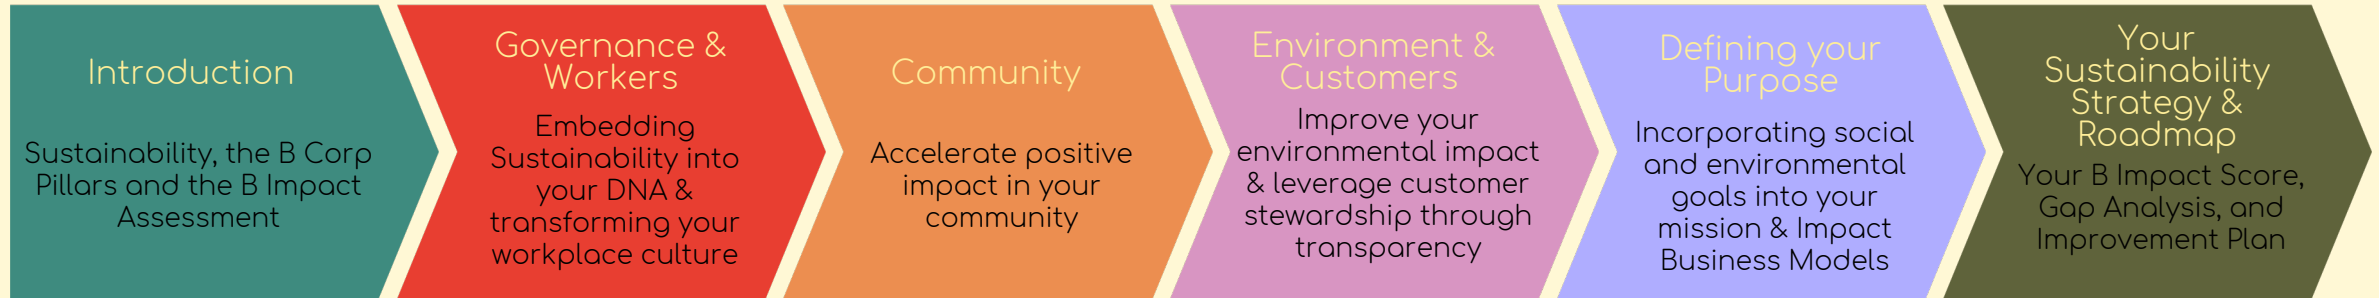 Introduction
Sustainability, the B Corp
Pillars and the B Impact
Assessment
Governance &
Workers
Embedding
Sustainability into
your DNA &
transforming your
workplace culture
Community
Accelerate positive
impact in your
community
Environment &
Customers
Improve your
environmental impact
& leverage customer
stewardship through
transparency
Defining your
Purpose
Incorporating social
and environmental
goals into your
mission & Impact
Business Models
Your
Sustainability
Strategy &
Roadmap
Your B Impact Score,
Gap Analysis, and
Improvement Plan